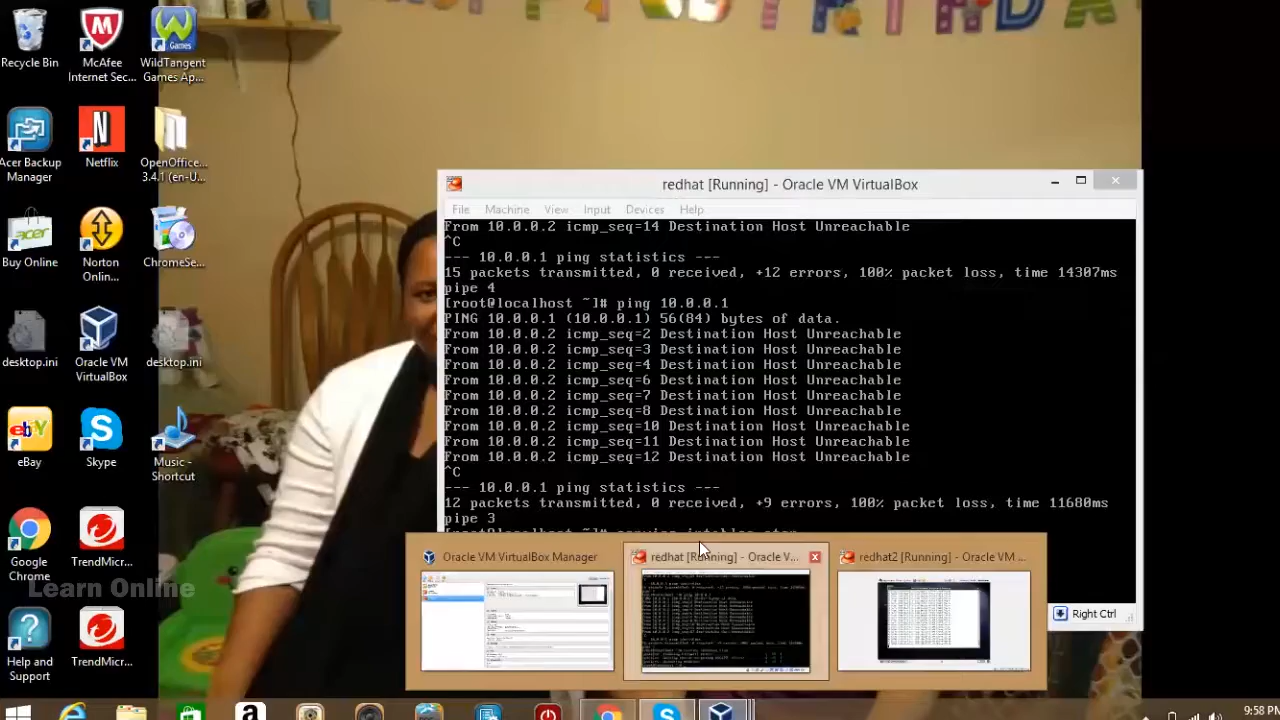 Recycle Bin
McAfee
Internet Sec...
WildTangent
Games Ap...
Acer Backup
Manager
Netflix
OpenOffice...
3.4.1 (en-U...
Buy Online
Norton
Onlin...
ChromeSe...
desktop.ini
Oracle VM
VirtualBox
desktop.ini
eBay
Skype
Music -
Shortcut
Google
Chrome
TrendMicr...
Learn Online
Support
TrendMicr...
redhat [Running] - Oracle VM VirtualBox
File Machine View Input Devices Help
From 10.0.0.2 icmp_seq=14 Destination Host Unreachable
^C
--- 10.0.0.1 ping statistics ---
15 packets transmitted, 0 received, +12 errors, 100% packet loss, time 14307ms
pipe 4
[root@localhost ~]# ping 10.0.0.1
PING 10.0.0.1 (10.0.0.1) 56(84) bytes of data.
From 10.0.0.2 icmp_seq=2 Destination Host Unreachable
From 10.0.0.2 icmp_seq=3 Destination Host Unreachable
From 10.0.0.2 icmp_seq=4 Destination Host Unreachable
From 10.0.0.2 icmp_seq=6 Destination Host Unreachable
From 10.0.0.2 icmp_seq=7 Destination Host Unreachable
From 10.0.0.2 icmp_seq=8 Destination Host Unreachable
From 10.0.0.2 icmp_seq=10 Destination Host Unreachable
From 10.0.0.2 icmp_seq=11 Destination Host Unreachable
From 10.0.0.2 icmp_seq=12 Destination Host Unreachable
^C
--- 10.0.0.1 ping statistics ---
12 packets transmitted, 0 received, +9 errors, 100% packet loss, time 11680ms
pipe 3
Oracle VM VirtualBox Manager
redhat [Running] - Oracle V...
redhat2 [Running] - Oracle VM ...
Right Ctrl
9:58 PM